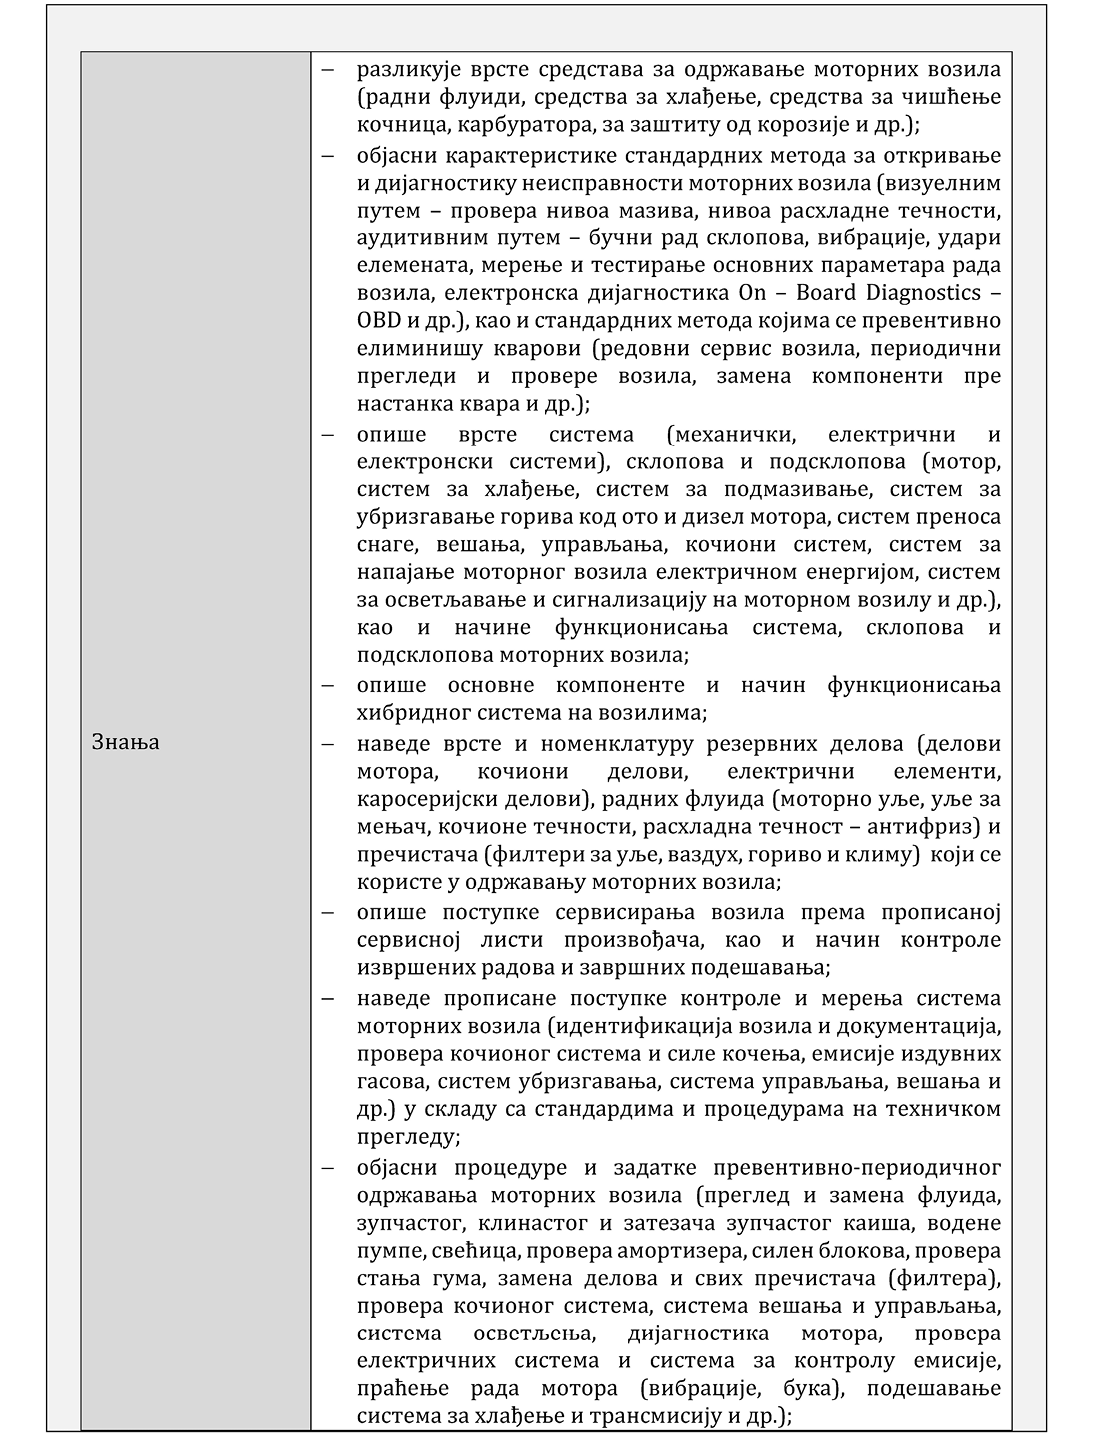 – разликује врсте средстава за одржавање моторних возила
(радни флуиди, средства за хлађење, средства за чишћење
кочница, карбуратора, за заштиту од корозије и др.);
– објасни карактеристике стандардних метода за откривање
и дијагностику неисправности моторних возила (визуелним
путем – провера нивоа мазива, нивоа расхладне течности,
аудитивним путем – бучни рад склопова, вибрације, удари
елемената, мерење и тестирање основних параметара рада
возила, електронска дијагностика On – Board Diagnostics –
OBD и др.), као и стандардних метода којима се превентивно
елиминишу кварови (редовни сервис возила, периодични
прегледи и провере возила, замена компоненти пре
настанка квара и др.);
– опише врсте система (механички, електрични и
електронски системи), склопова и подсклопова (мотор,
систем за хлађење, систем за подмазивање, систем за
убризгавање горива код ото и дизел мотора, систем преноса
снаге, вешања, управљања, кочиони систем, систем за
напајање моторног возила електричном енергијом, систем
за осветљавање и сигнализацију на моторном возилу и др.),
као и начине функционисања система, склопова и
подсклопова моторних возила;
– опише основне компоненте и начин функционисања
хибридног система на возилима;
Знања
– наведе врсте и номенклатуру резервних делова (делови
мотора, кочиони делови, електрични елементи,
каросеријски делови), радних флуида (моторно уље, уље за
мењач, кочионе течности, расхладна течност – антифриз) и
пречистача (филтери за уље, ваздух, гориво и климу) који се
користе у одржавању моторних возила;
– опише поступке сервисирања возила према прописаној
сервисној листи произвођача, као и начин контроле
извршених радова и завршних подешавања;
– наведе прописане поступке контроле и мерења система
моторних возила (идентификација возила и документација,
провера кочионог система и силе кочења, емисије издувних
гасова, систем убризгавања, система управљања, вешања и
др.) у складу са стандардима и процедурама на техничком
прегледу;
– објасни процедуре и задатке превентивно-периодичног
одржавања моторних возила (преглед и замена флуида,
зупчастог, клинастог и затезача зупчастог каиша, водене
пумпе, свећица, провера амортизера, силен блокова, провера
стања гума, замена делова и свих пречистача (филтера),
провера кочионог система, система вешања и управљања,
система осветљења, дијагностика мотора, провера
електричних система и система за контролу емисије,
праћење рада мотора (вибрације, бука), подешавање
система за хлађење и трансмисију и др.);